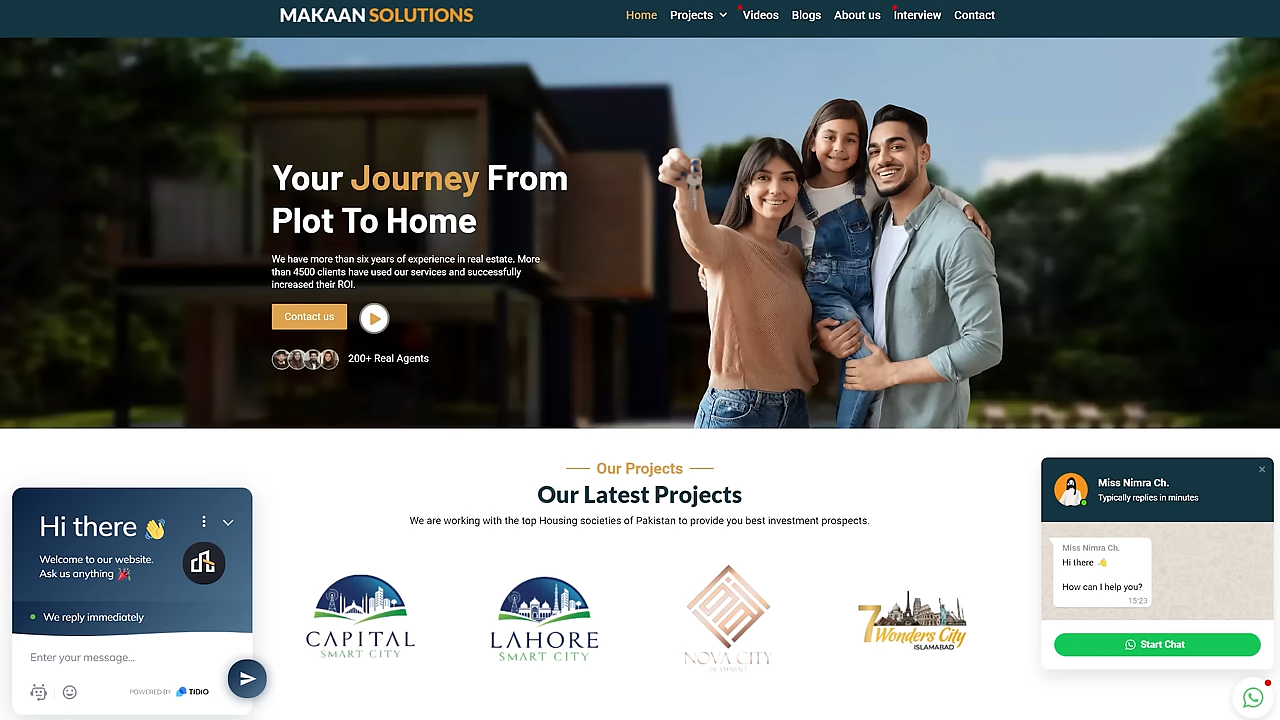 MAKAAN SOLUTIONS
Home Projects Videos Blogs About us Interview Contact
Your Journey From
Plot To Home
We have more than six years of experience in real estate. More
than 4500 clients have used our services and successfully
increased their ROI.
Contact us
200+ Real Agents
Our Projects
Our Latest Projects
We are working with the top Housing societies of Pakistan to provide you best investment prospects.
CAPITAL
SMART CITY
LAHORE
SMART CITY
NOVA CITY
ISLAMABAD
7 Wonders City
ISLAMABAD
Hi there 👋
Welcome to our website.
Ask us anything 🎉
We reply immediately
Enter your message...
POWERED BY TIDIO
Miss Nimra Ch.
Typically replies in minutes
Miss Nimra Ch.
Hi there 👋
How can I help you?
15:23
Start Chat